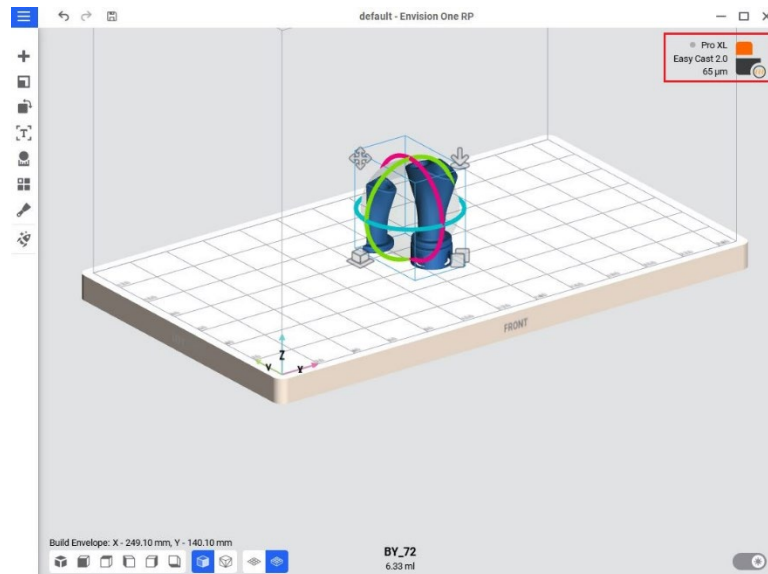 default - Envision One RP
Pro XL
Easy Cast 2.0
65 µm
FRONT
Z
Y
X
Build Envelope: X - 249.10 mm, Y - 140.10 mm
BY_72
6.33 ml